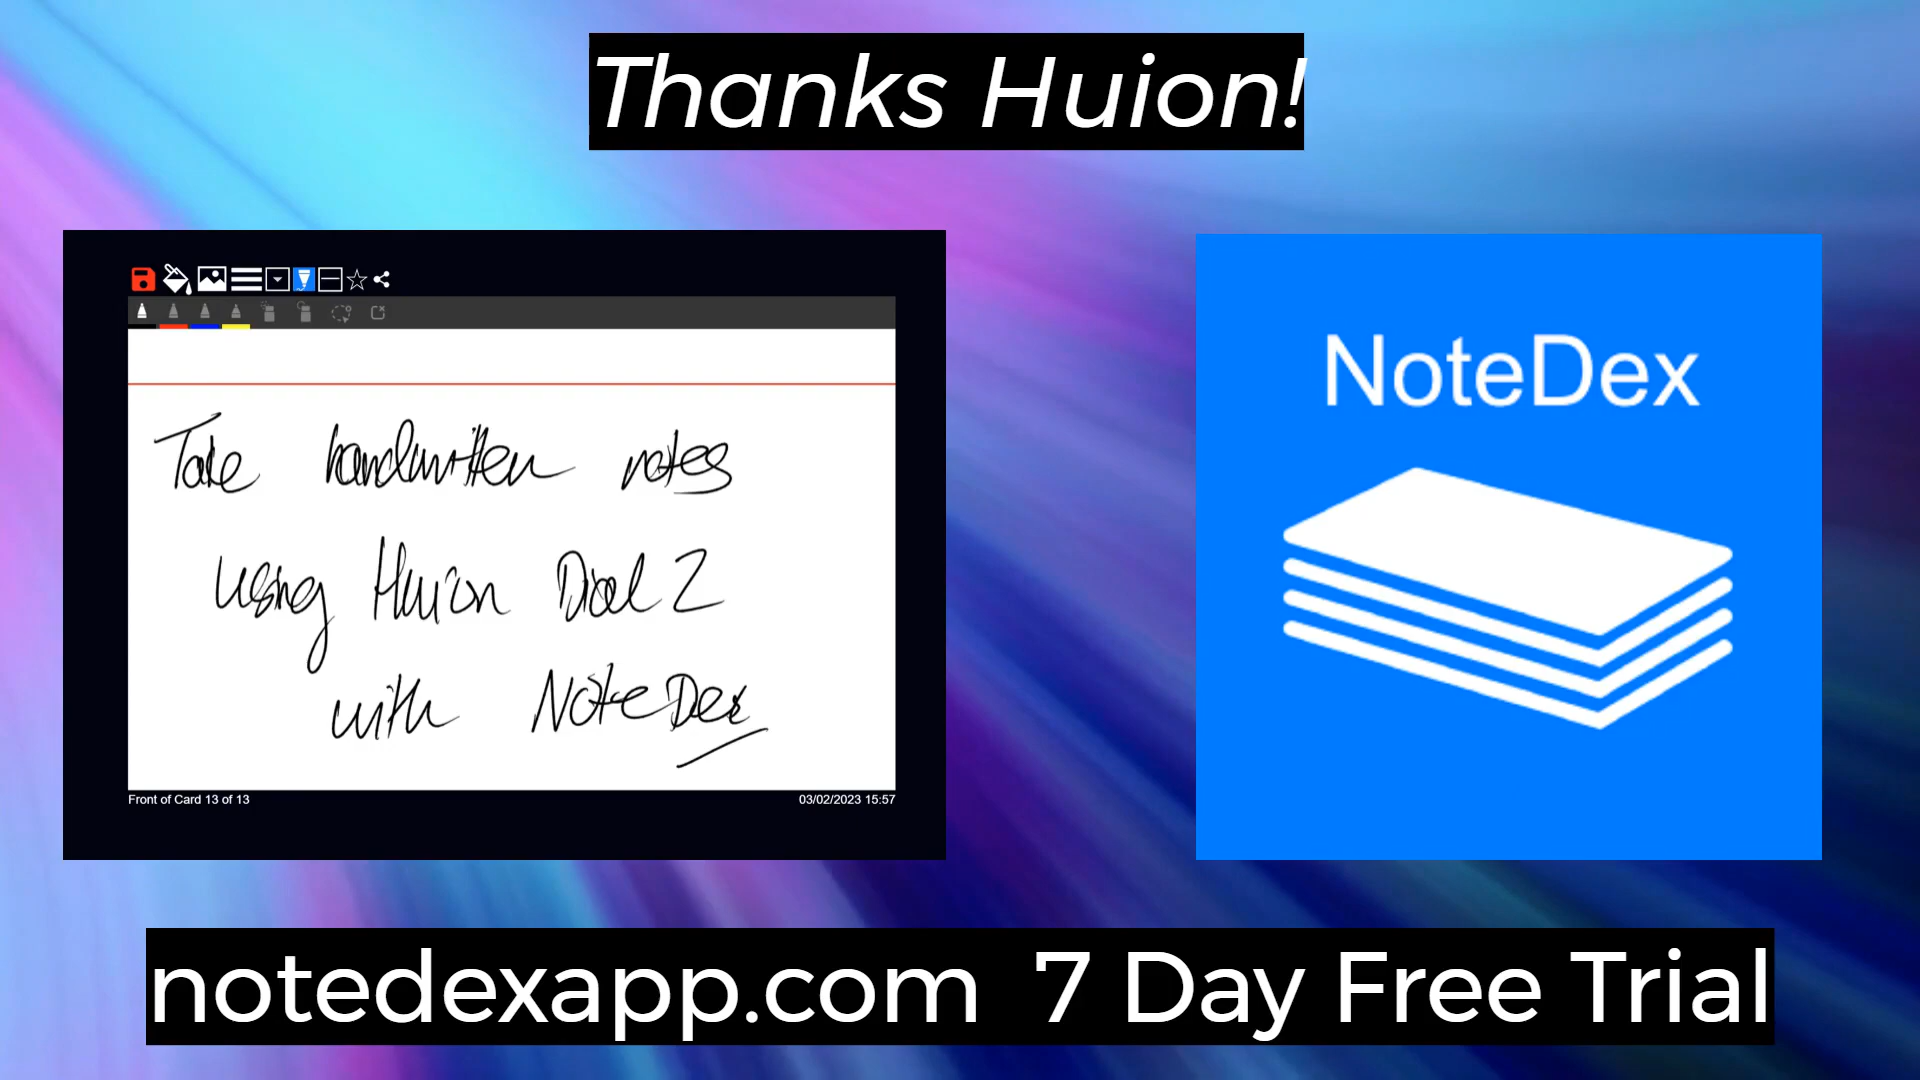 Thanks Huion!
Take handwritten notes
using Huion Dial 2
with NoteDex
Front of Card 13 of 13
03/02/2023 15:57
NoteDex
notedexapp.com 7 Day Free Trial